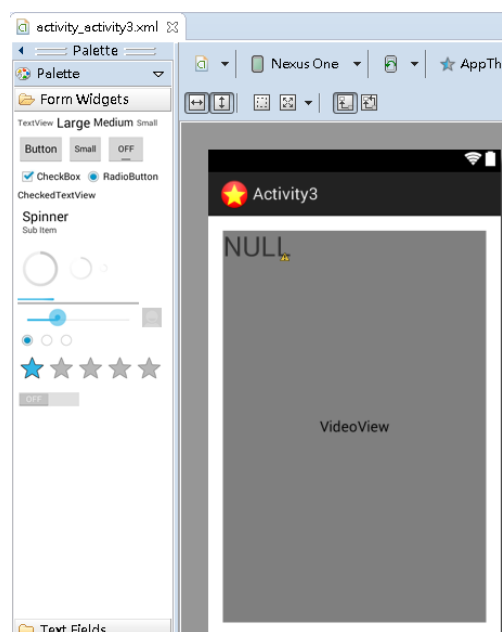 activity_activity3.xml
Palette
Palette
Nexus One
AppTh
Form Widgets
TextView Large Medium Small
Button Small OFF
CheckBox RadioButton
CheckedTextView
Spinner
Sub Item
OFF
Activity3
NULL
VideoView
Text Fields